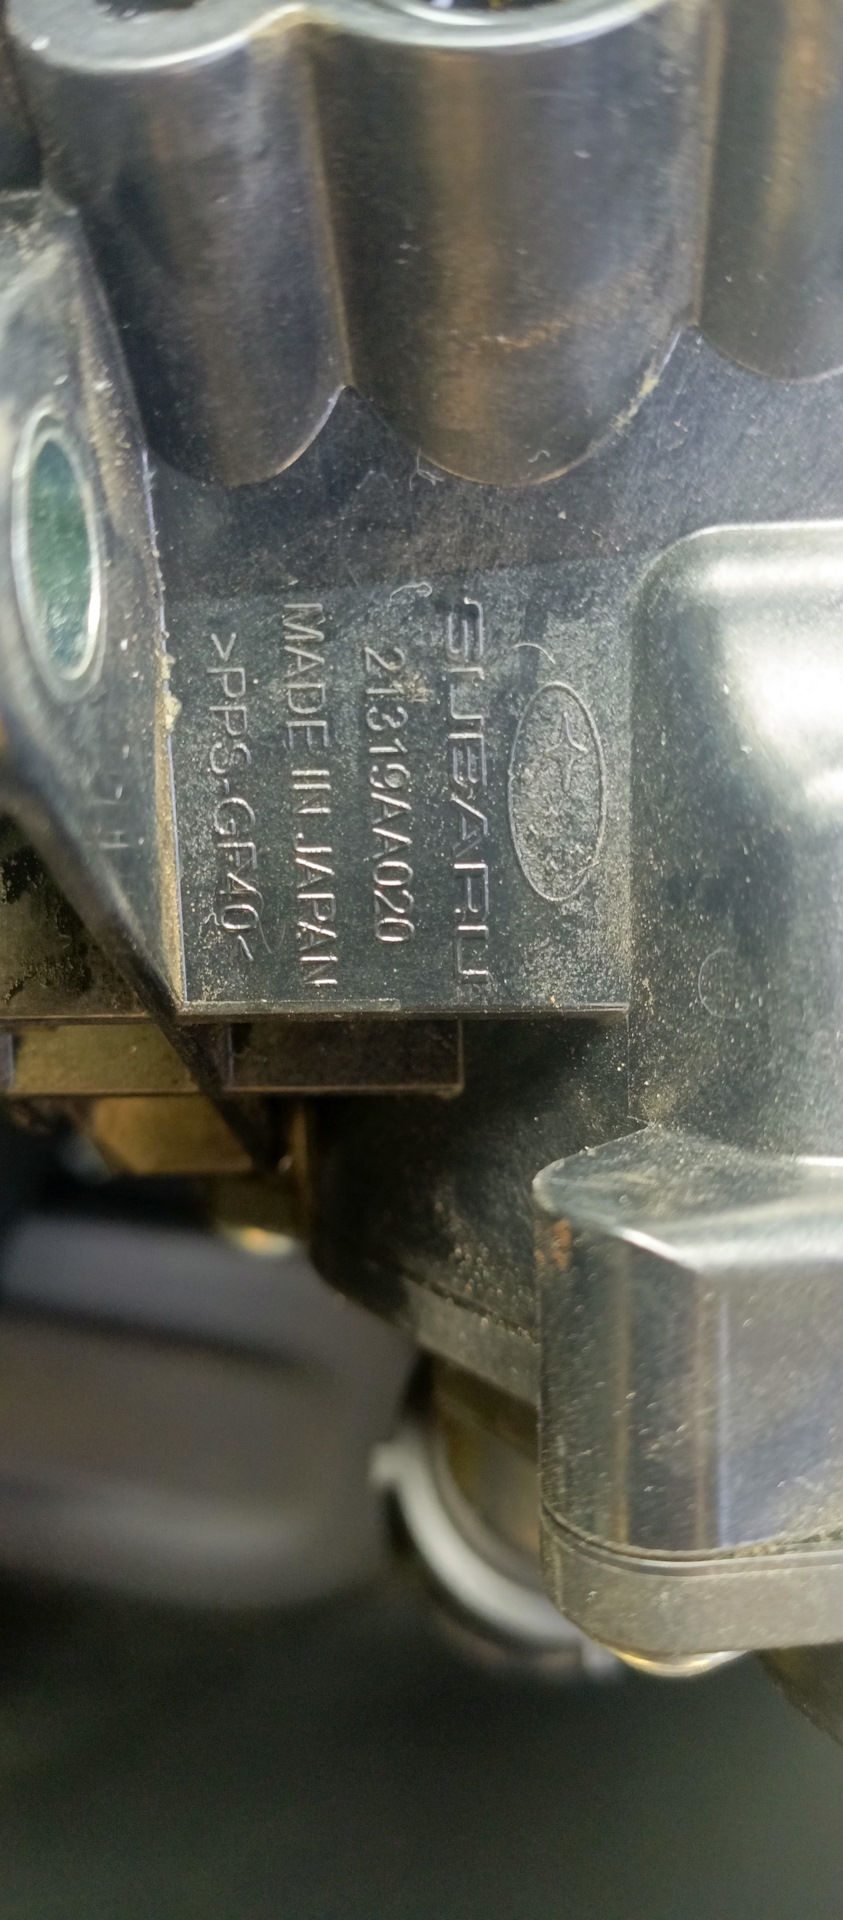 SUBARU
21319AA020
MADE IN JAPAN
>PPS-GF40<